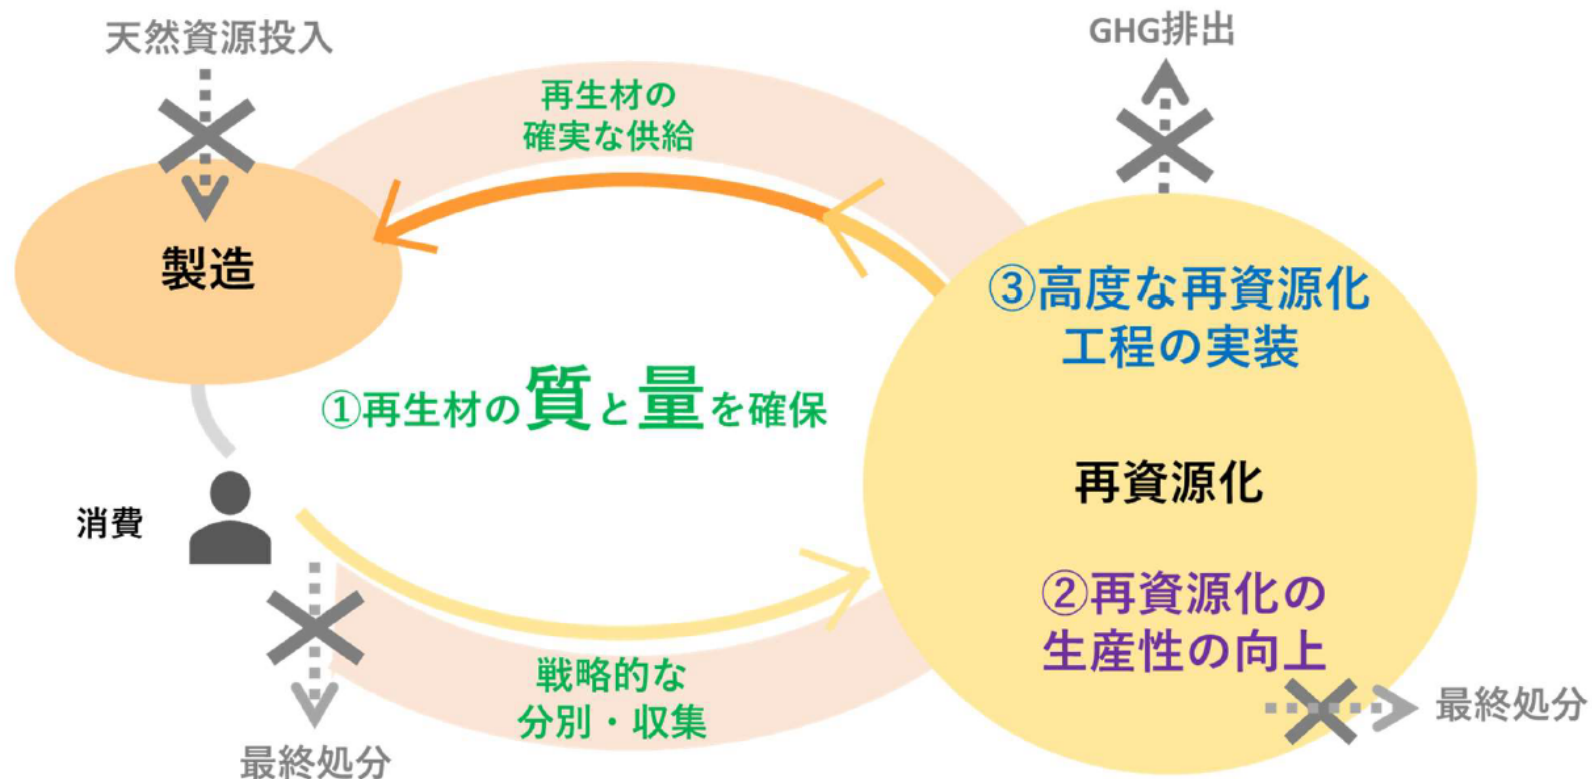 天然資源投入
GHG排出
再生材の
確実な供給
製造
③高度な再資源化
工程の実装
①再生材の質と量を確保
再資源化
消費
②再資源化の
生産性の向上
戦略的な
分別・収集
最終処分
最終処分